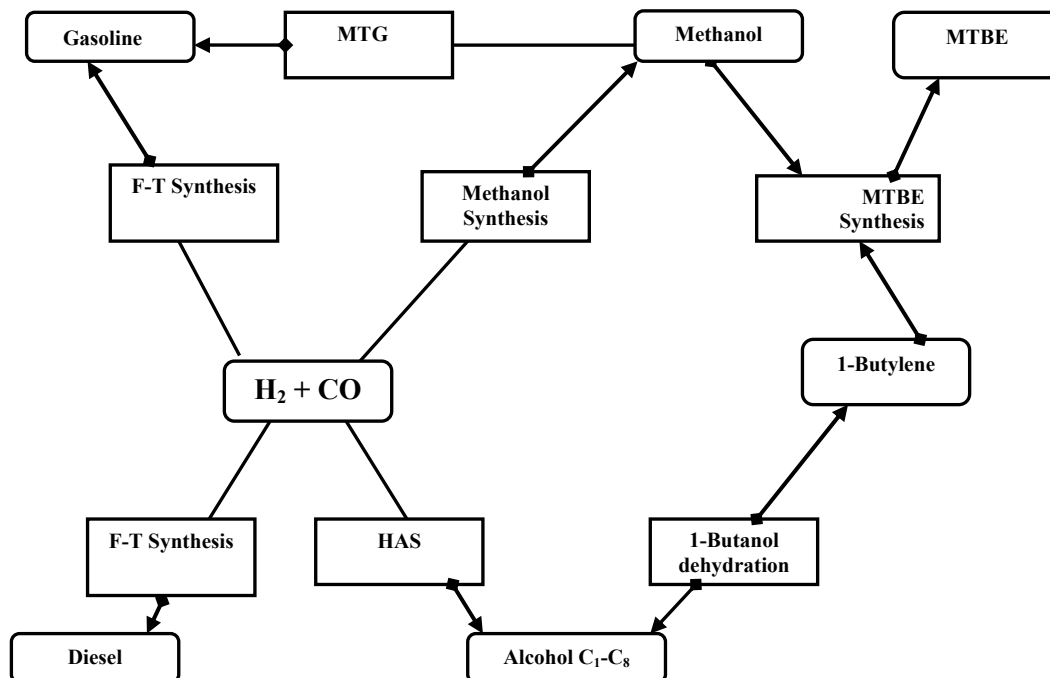 Gasoline
MTG
Methanol
MTBE
F-T Synthesis
Methanol
Synthesis
MTBE
Synthesis
H₂ + CO
1-Butylene
F-T Synthesis
HAS
1-Butanol
dehydration
Diesel
Alcohol C₁-C₈